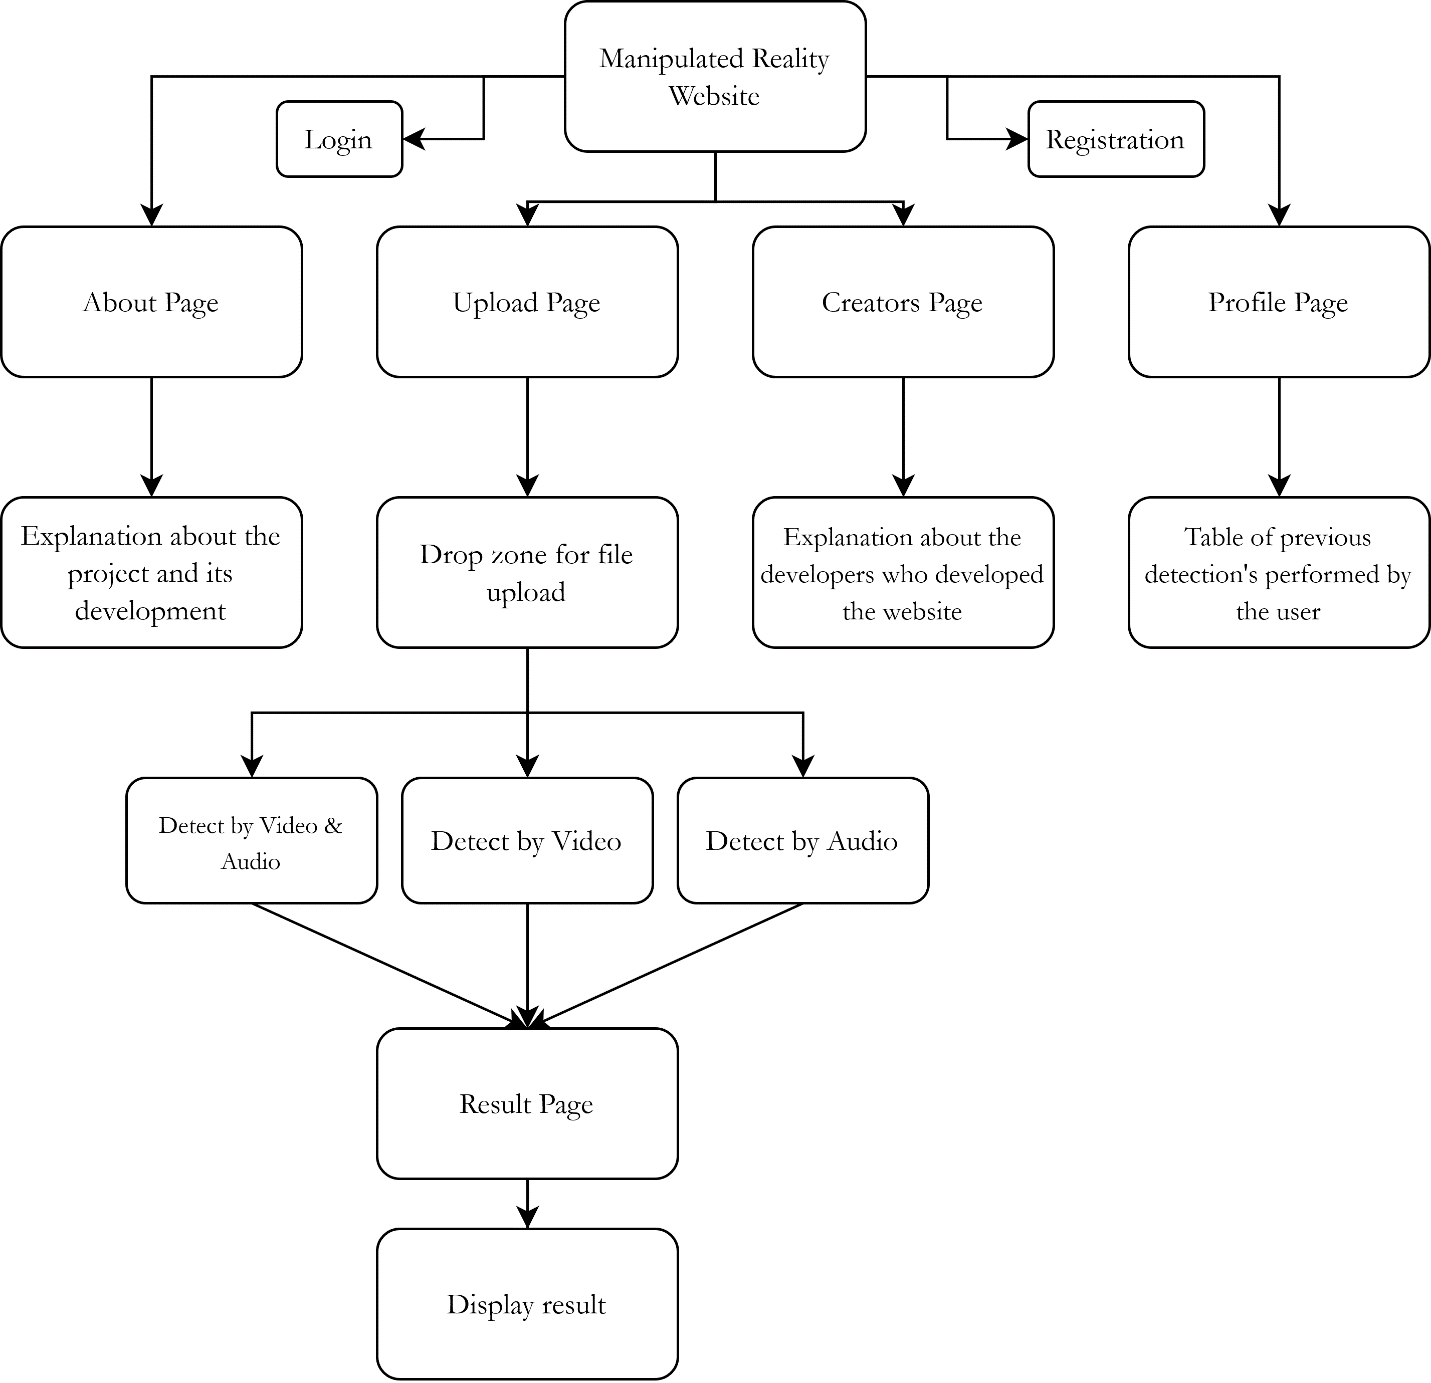 Manipulated Reality
Website
Login
Registration
About Page
Upload Page
Creators Page
Profile Page
Explanation about the
project and its
development
Drop zone for file
upload
Explanation about the
developers who developed
the website
Table of previous
detection's performed by
the user
Detect by Video &
Audio
Detect by Video
Detect by Audio
Result Page
Display result